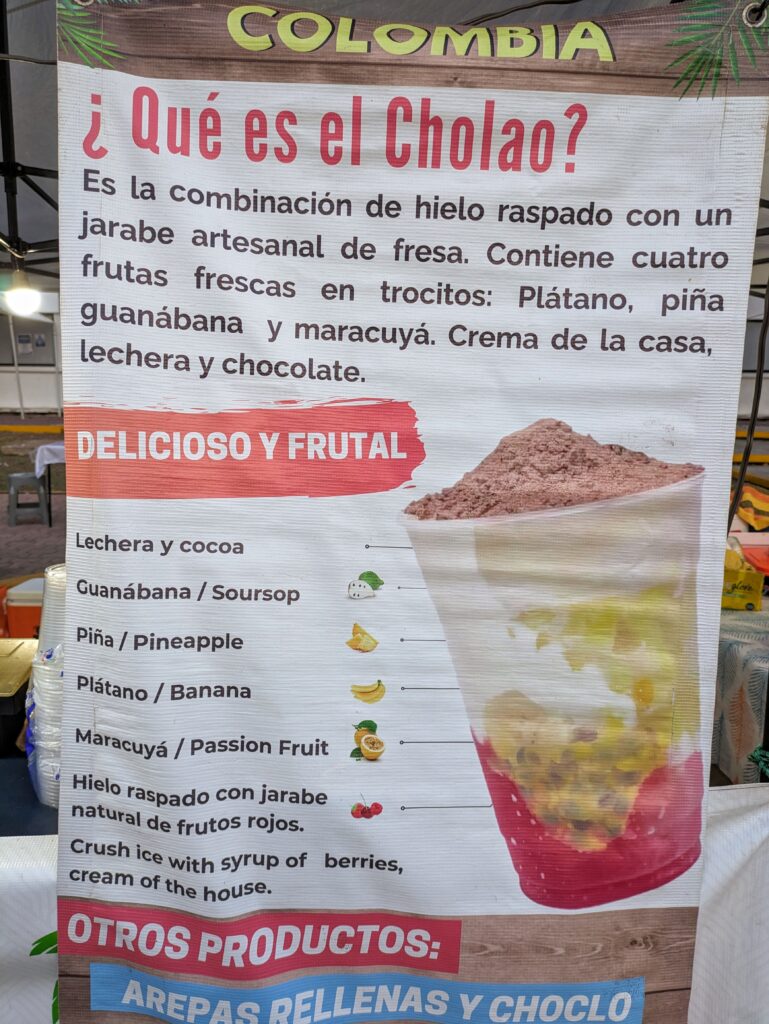 COLOMBIA
¿Qué es el Cholao?
Es la combinación de hielo raspado con un
jarabe artesanal de fresa. Contiene cuatro
frutas frescas en trocitos: Plátano, piña
guanábana y maracuyá. Crema de la casa,
lechera y chocolate.
DELICIOSO Y FRUTAL
Lechera y cocoa
Guanábana / Soursop
Piña / Pineapple
Plátano / Banana
Maracuyá / Passion Fruit
Hielo raspado con jarabe
natural de frutos rojos.
Crush ice with syrup of berries,
cream of the house.
OTROS PRODUCTOS:
AREPAS RELLENAS Y CHOCLO